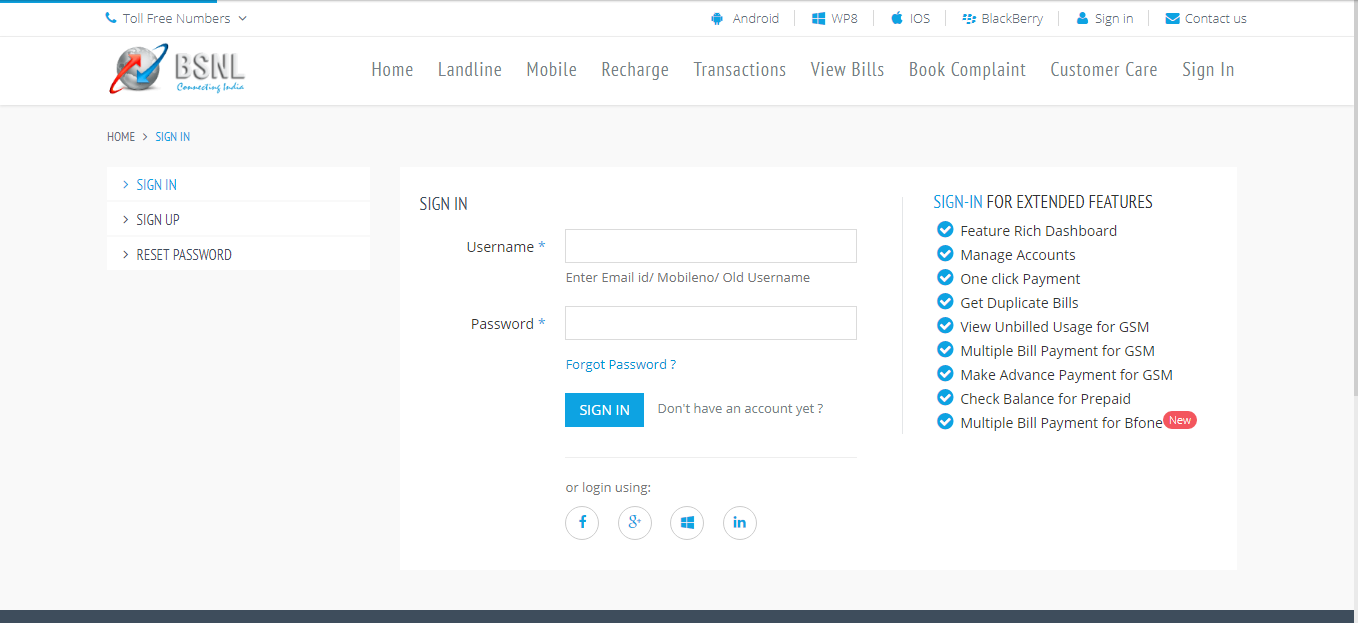 Toll Free Numbers
Android
WP8
IOS
BlackBerry
Sign in
Contact us
BSNL
Connecting India
Home Landline Mobile Recharge Transactions View Bills Book Complaint Customer Care Sign In
HOME > SIGN IN
> SIGN IN
> SIGN UP
> RESET PASSWORD
SIGN IN
Username *
Enter Email id/ Mobileno/ Old Username
Password *
Forgot Password ?
SIGN IN Don't have an account yet ?
or login using:
f
g+
in
SIGN-IN FOR EXTENDED FEATURES
Feature Rich Dashboard
Manage Accounts
One click Payment
Get Duplicate Bills
View Unbilled Usage for GSM
Multiple Bill Payment for GSM
Make Advance Payment for GSM
Check Balance for Prepaid
Multiple Bill Payment for Bfone New